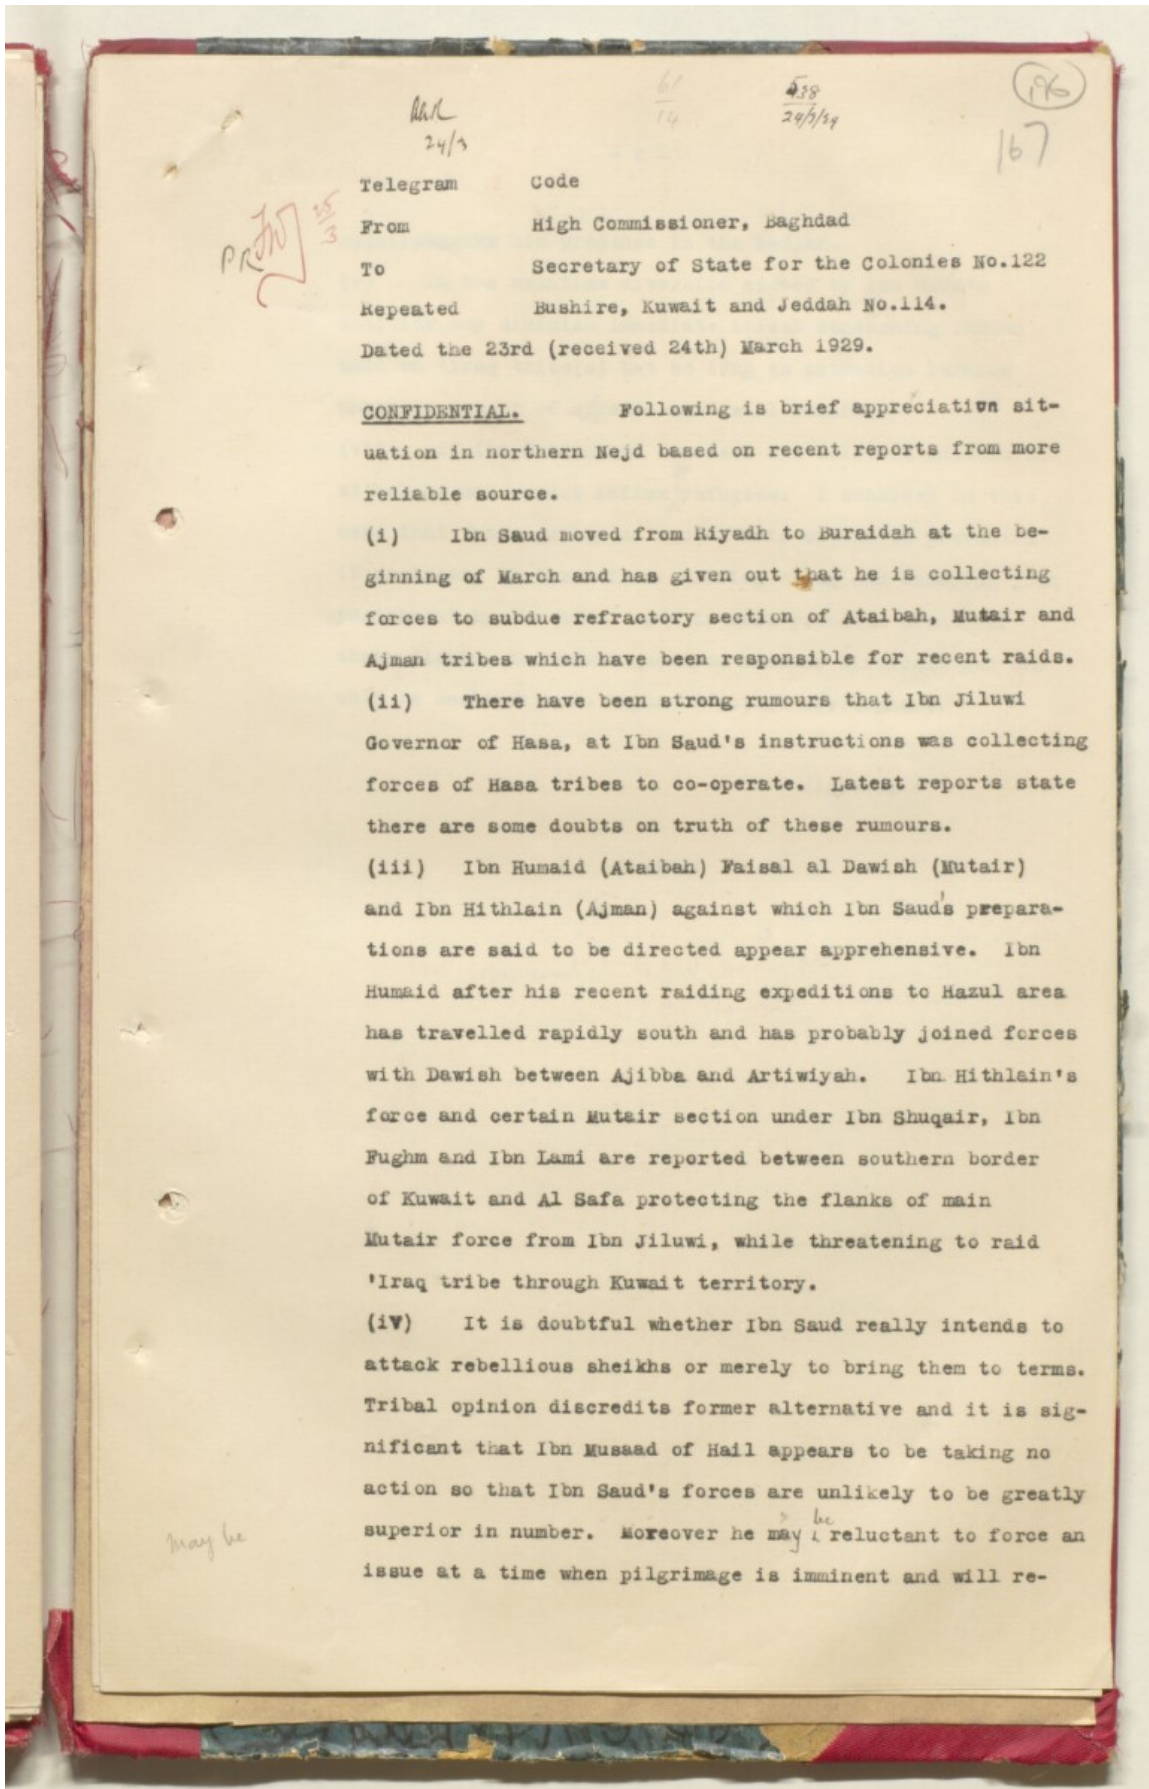 196
538
24/3/29
61
14
24/3
167
25
3
PR
Telegram Code
From High Commissioner, Baghdad
To Secretary of State for the Colonies No.122
Repeated Bushire, Kuwait and Jeddah No.114.
Dated the 23rd (received 24th) March 1929.
CONFIDENTIAL. Following is brief appreciation sit-
uation in northern Nejd based on recent reports from more
reliable source.
(i) Ibn Saud moved from Riyadh to Buraidah at the be-
ginning of March and has given out that he is collecting
forces to subdue refractory section of Ataibah, Mutair and
Ajman tribes which have been responsible for recent raids.
(ii) There have been strong rumours that Ibn Jiluwi
Governor of Hasa, at Ibn Saud's instructions was collecting
forces of Hasa tribes to co-operate. Latest reports state
there are some doubts on truth of these rumours.
(iii) Ibn Humaid (Ataibah) Faisal al Dawish (Mutair)
and Ibn Hithlain (Ajman) against which Ibn Saud's prepara-
tions are said to be directed appear apprehensive. Ibn
Humaid after his recent raiding expeditions to Hazul area
has travelled rapidly south and has probably joined forces
with Dawish between Ajibba and Artiwiyah. Ibn Hithlain's
force and certain Mutair section under Ibn Shuqair, Ibn
Fughm and Ibn Lami are reported between southern border
of Kuwait and Al Safa protecting the flanks of main
Mutair force from Ibn Jiluwi, while threatening to raid
'Iraq tribe through Kuwait territory.
(iv) It is doubtful whether Ibn Saud really intends to
attack rebellious sheikhs or merely to bring them to terms.
Tribal opinion discredits former alternative and it is sig-
nificant that Ibn Musaad of Hail appears to be taking no
action so that Ibn Saud's forces are unlikely to be greatly
superior in number. Moreover he may be reluctant to force an
issue at a time when pilgrimage is imminent and will re-
may be